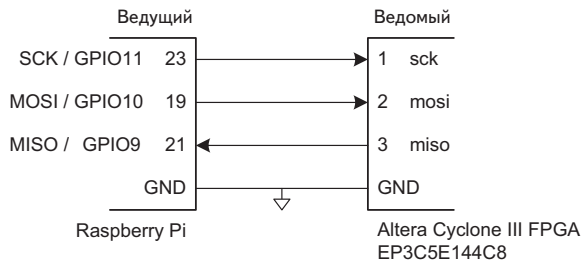 Ведущий Ведомый
SCK / GPIO11 23 1 sck
MOSI / GPIO10 19 2 mosi
MISO / GPIO9 21 3 miso
GND GND
Raspberry Pi Altera Cyclone III FPGA
EP3C5E144C8